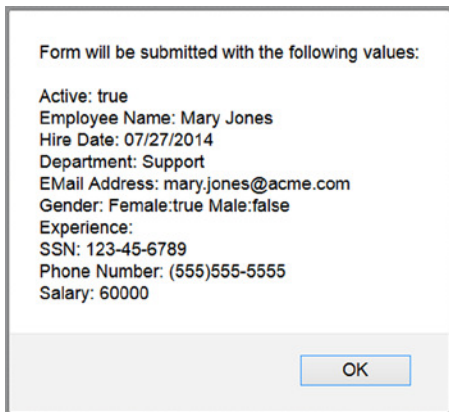 Form will be submitted with the following values:
Active: true
Employee Name: Mary Jones
Hire Date: 07/27/2014
Department: Support
EMail Address: mary.jones@acme.com
Gender: Female:true Male:false
Experience:
SSN: 123-45-6789
Phone Number: (555)555-5555
Salary: 60000
OK